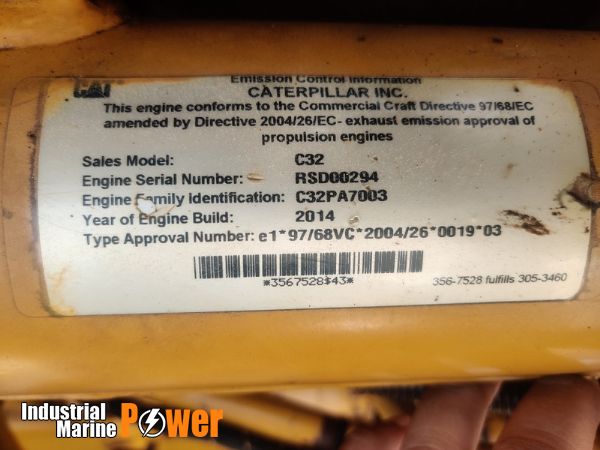 CAT
Emission Control Information
CATERPILLAR INC.
This engine conforms to the Commercial Craft Directive 97/68/EC
amended by Directive 2004/26/EC- exhaust emission approval of
propulsion engines
Sales Model: C32
Engine Serial Number: RSD00294
Engine Family Identification: C32PA7003
Year of Engine Build: 2014
Type Approval Number: e1*97/68VC*2004/26*0019*03
*3567528$43*
356-7528 fulfills 305-3460
Industrial
Marine Power